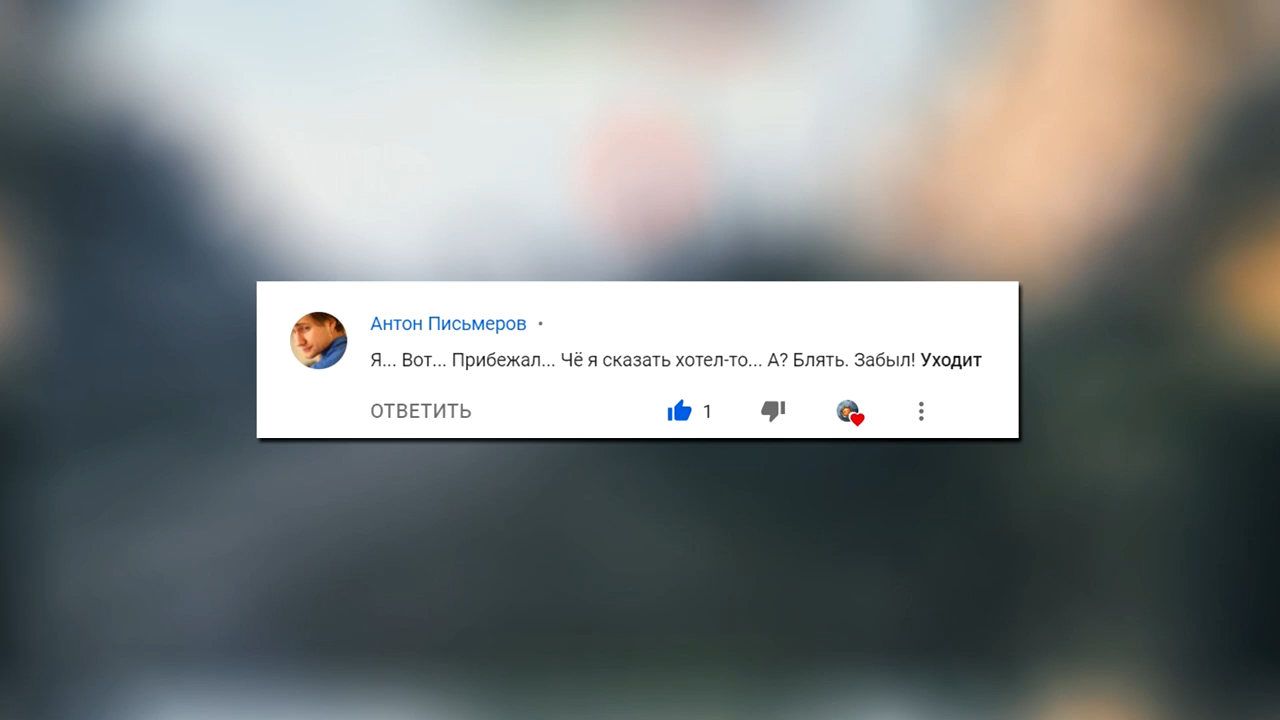 Антон Письмеров •
Я... Вот... Прибежал... Чё я сказать хотел-то... А? Блять. Забыл! Уходит
ОТВЕТИТЬ 1